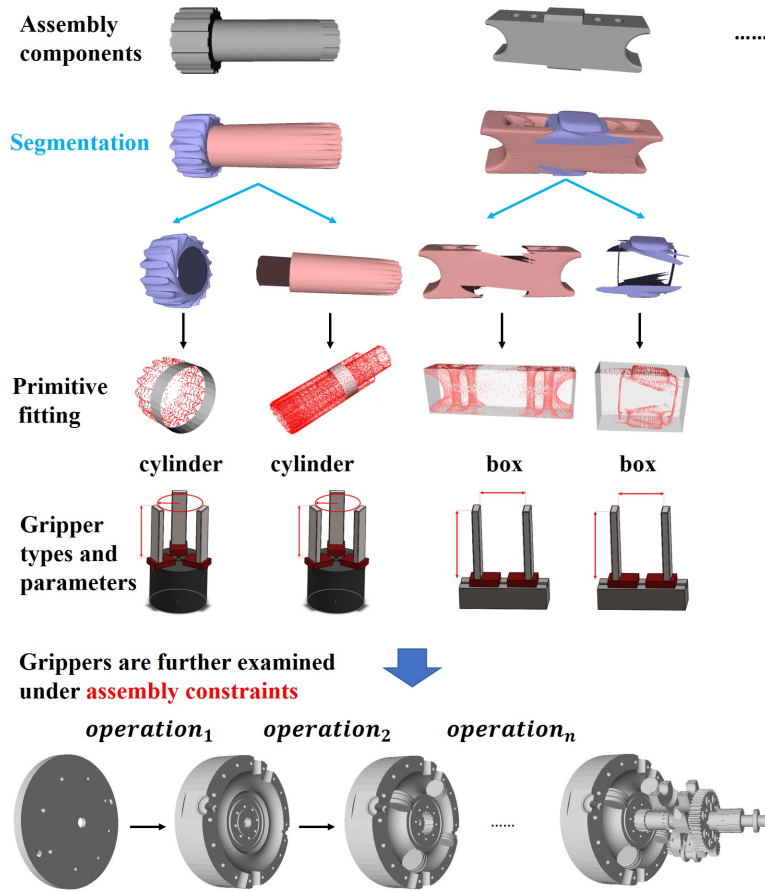 Assembly
components
......
Segmentation
Primitive
fitting
cylinder cylinder box box
Gripper
types and
parameters
Grippers are further examined
under assembly constraints
operation₁ operation₂ operationₙ
......